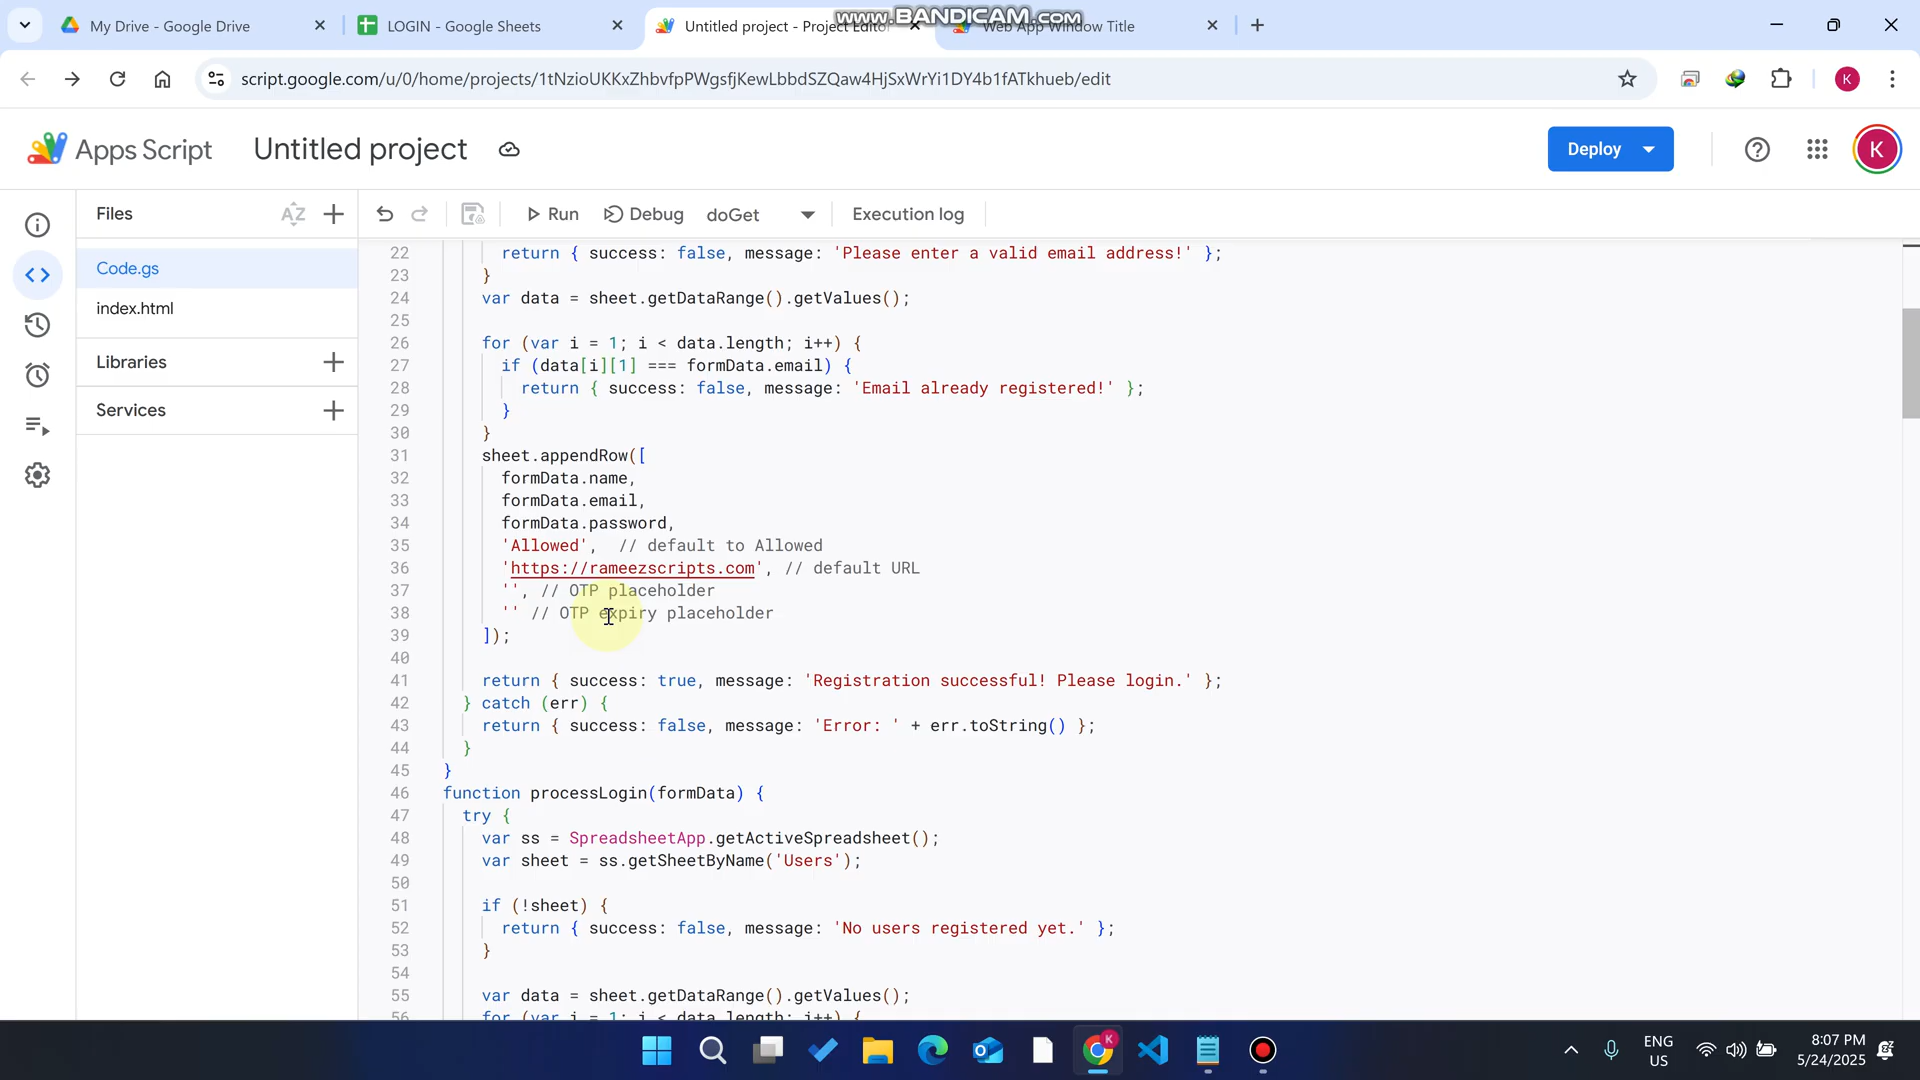 www.BANDICAM.com
My Drive - Google Drive
LOGIN - Google Sheets
Untitled project - Project Editor
Web App Window Title
script.google.com/u/0/home/projects/1tNzioUKKxZhbvfpPWgsfjKewLbbdSZQaw4HjSxWrYi1DY4b1fATkhueb/edit
K
Apps Script
Untitled project
Deploy
K
Files
AZ
Run
Debug
doGet
Execution log
Code.gs
index.html
Libraries
Services
22 return { success: false, message: 'Please enter a valid email address!' };
23 }
24 var data = sheet.getDataRange().getValues();
25
26 for (var i = 1; i < data.length; i++) {
27 if (data[i][1] === formData.email) {
28 return { success: false, message: 'Email already registered!' };
29 }
30 }
31 sheet.appendRow([
32 formData.name,
33 formData.email,
34 formData.password,
35 'Allowed',  // default to Allowed
36 'https://rameezscripts.com', // default URL
37 '', // OTP placeholder
38 '' // OTP expiry placeholder
39 ]);
40
41 return { success: true, message: 'Registration successful! Please login.' };
42 } catch (err) {
43 return { success: false, message: 'Error: ' + err.toString() };
44 }
45 }
46 function processLogin(formData) {
47 try {
48 var ss = SpreadsheetApp.getActiveSpreadsheet();
49 var sheet = ss.getSheetByName('Users');
50
51 if (!sheet) {
52 return { success: false, message: 'No users registered yet.' };
53 }
54
55 var data = sheet.getDataRange().getValues();
56 for (var i = 1; i < data.length; i++) {
K
ENG
US
8:07 PM
5/24/2025